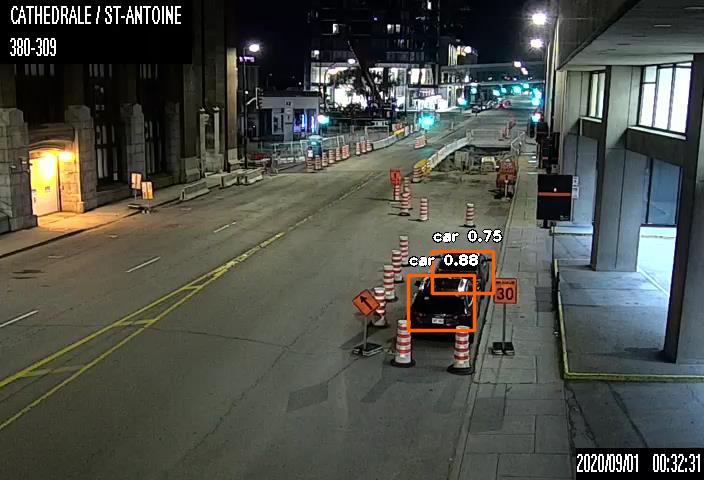 CATHEDRALE / ST-ANTOINE
380-309
car 0.75
car 0.88
30
2020/09/01 00:32:31